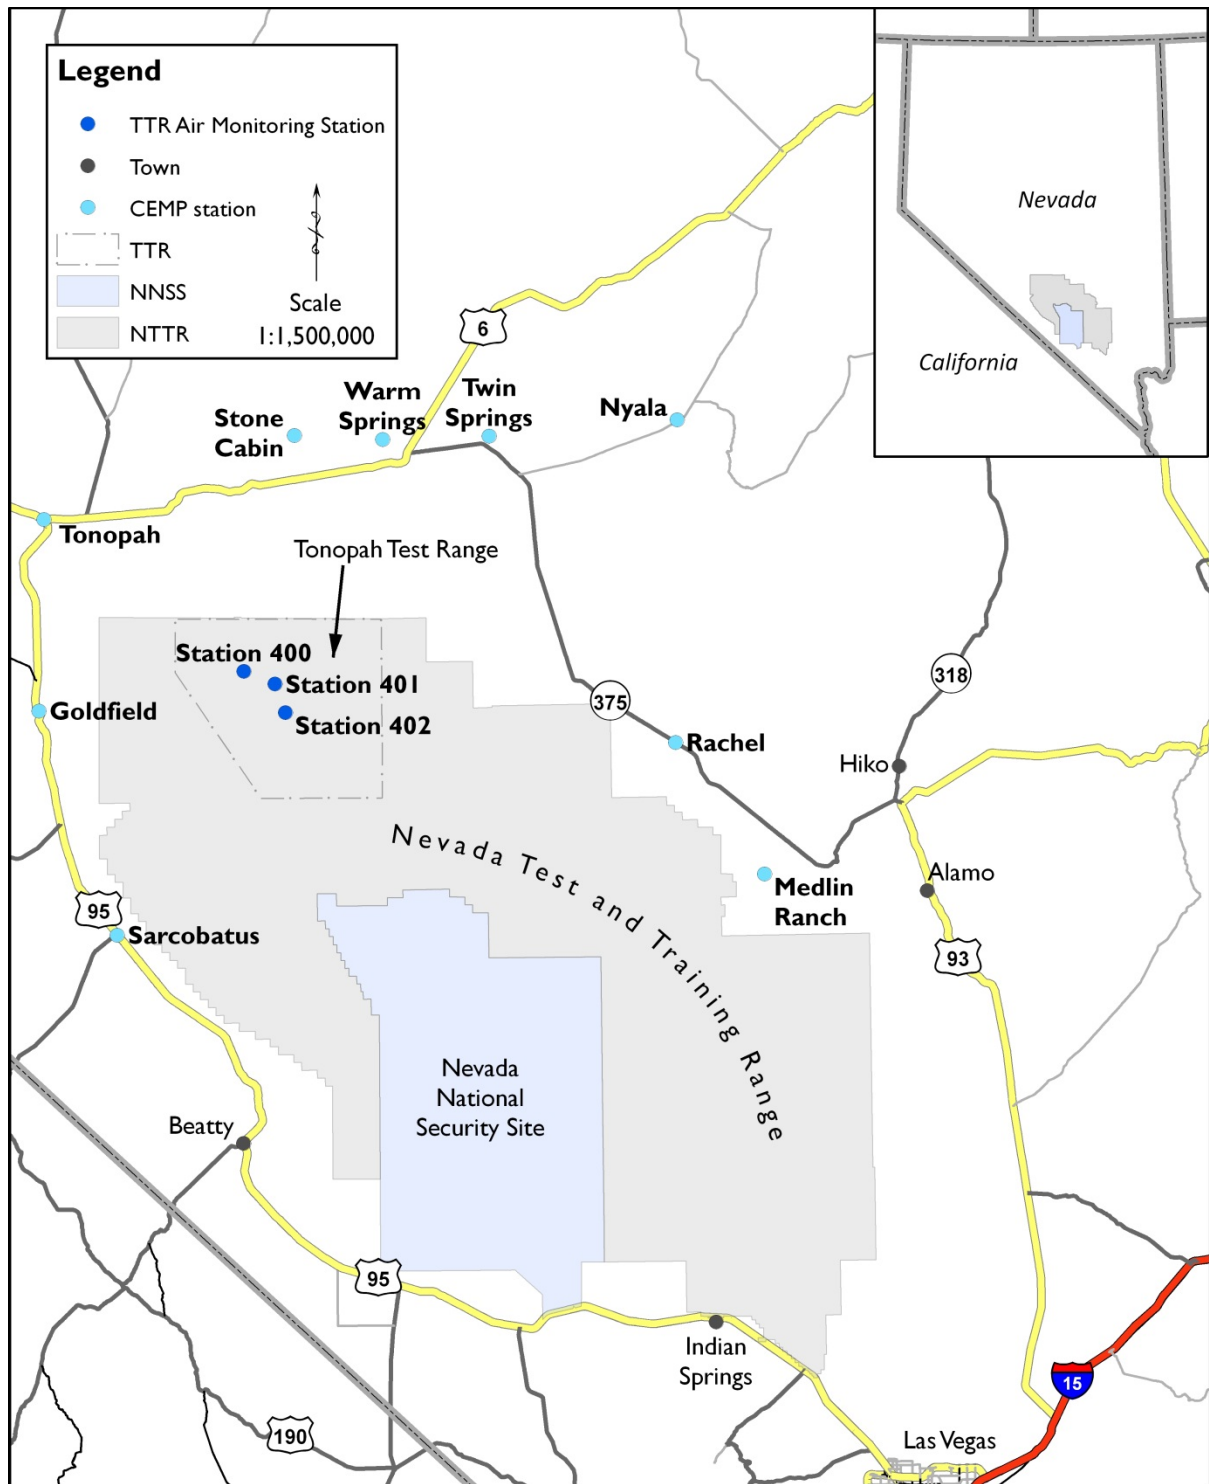 Legend
TTR Air Monitoring Station
Town
CEMP station
TTR
NNSS
NTTR
Scale
1:1,500,000
Nevada
California
6
Warm
Springs
Twin
Springs
Stone
Cabin
Nyala
Tonopah
Tonopah Test Range
Station 400
Station 401
Station 402
Goldfield
375
318
Rachel
Hiko
Nevada Test and Training Range
Medlin
Ranch
Alamo
95
Sarcobatus
93
Nevada
National
Security Site
Beatty
95
Indian
Springs
15
190
Las Vegas